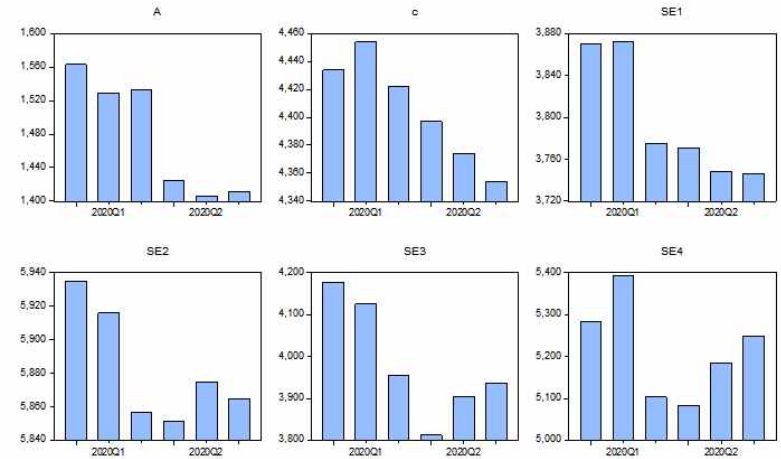 A
1,600
1,560
1,520
1,480
1,440
1,400
2020Q1 2020Q2
c
4,460
4,440
4,420
4,400
4,380
4,360
4,340
2020Q1 2020Q2
SE1
3,880
3,840
3,800
3,760
3,720
2020Q1 2020Q2
SE2
5,940
5,920
5,900
5,880
5,860
5,840
2020Q1 2020Q2
SE3
4,200
4,100
4,000
3,900
3,800
2020Q1 2020Q2
SE4
5,400
5,300
5,200
5,100
5,000
2020Q1 2020Q2